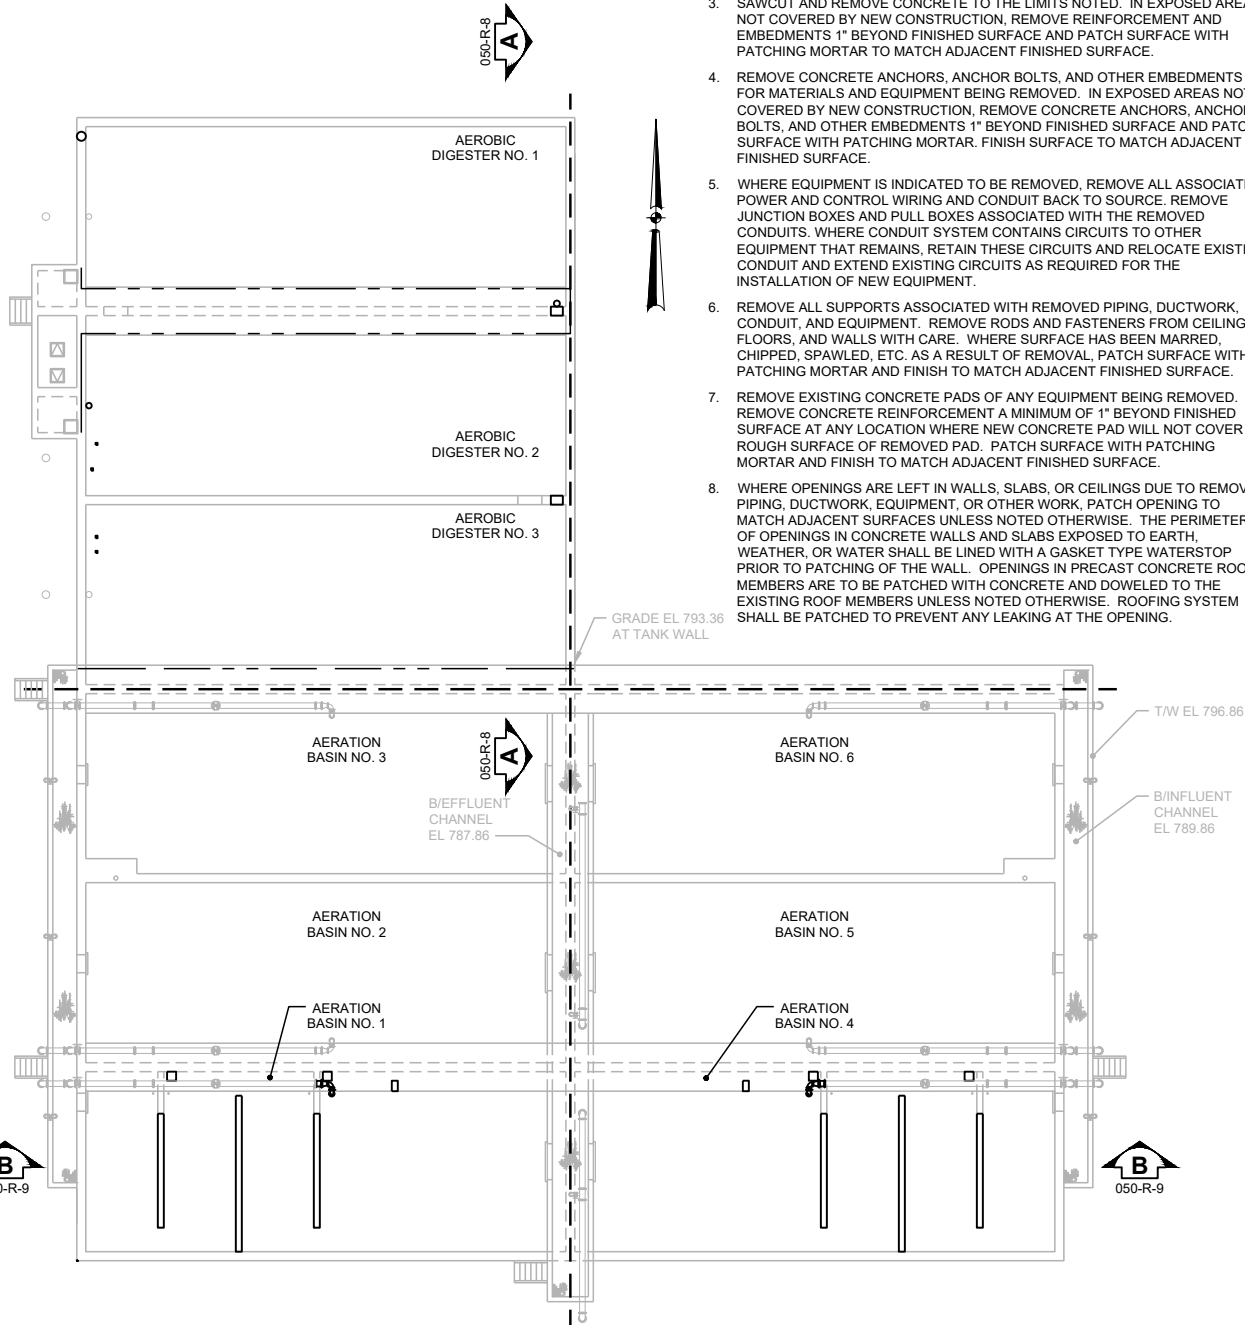 3. SAWCUT AND REMOVE CONCRETE TO THE LIMITS NOTED. IN EXPOSED AREA
NOT COVERED BY NEW CONSTRUCTION, REMOVE REINFORCEMENT AND
EMBEDMENTS 1" BEYOND FINISHED SURFACE AND PATCH SURFACE WITH
PATCHING MORTAR TO MATCH ADJACENT FINISHED SURFACE.
4. REMOVE CONCRETE ANCHORS, ANCHOR BOLTS, AND OTHER EMBEDMENTS
FOR MATERIALS AND EQUIPMENT BEING REMOVED. IN EXPOSED AREAS NOT
COVERED BY NEW CONSTRUCTION, REMOVE CONCRETE ANCHORS, ANCHO
BOLTS, AND OTHER EMBEDMENTS 1" BEYOND FINISHED SURFACE AND PATC
SURFACE WITH PATCHING MORTAR. FINISH SURFACE TO MATCH ADJACENT
FINISHED SURFACE.
5. WHERE EQUIPMENT IS INDICATED TO BE REMOVED, REMOVE ALL ASSOCIAT
POWER AND CONTROL WIRING AND CONDUIT BACK TO SOURCE. REMOVE
JUNCTION BOXES AND PULL BOXES ASSOCIATED WITH THE REMOVED
CONDUITS. WHERE CONDUIT SYSTEM CONTAINS CIRCUITS TO OTHER
EQUIPMENT THAT REMAINS, RETAIN THESE CIRCUITS AND RELOCATE EXISTI
CONDUIT AND EXTEND EXISTING CIRCUITS AS REQUIRED FOR THE
INSTALLATION OF NEW EQUIPMENT.
6. REMOVE ALL SUPPORTS ASSOCIATED WITH REMOVED PIPING, DUCTWORK,
CONDUIT, AND EQUIPMENT. REMOVE RODS AND FASTENERS FROM CEILING
FLOORS, AND WALLS WITH CARE. WHERE SURFACE HAS BEEN MARRED,
CHIPPED, SPAWLED, ETC. AS A RESULT OF REMOVAL, PATCH SURFACE WITH
PATCHING MORTAR AND FINISH TO MATCH ADJACENT FINISHED SURFACE.
7. REMOVE EXISTING CONCRETE PADS OF ANY EQUIPMENT BEING REMOVED.
REMOVE CONCRETE REINFORCEMENT A MINIMUM OF 1" BEYOND FINISHED
SURFACE AT ANY LOCATION WHERE NEW CONCRETE PAD WILL NOT COVER
ROUGH SURFACE OF REMOVED PAD. PATCH SURFACE WITH PATCHING
MORTAR AND FINISH TO MATCH ADJACENT FINISHED SURFACE.
8. WHERE OPENINGS ARE LEFT IN WALLS, SLABS, OR CEILINGS DUE TO REMOV
PIPING, DUCTWORK, EQUIPMENT, OR OTHER WORK, PATCH OPENING TO
MATCH ADJACENT SURFACES UNLESS NOTED OTHERWISE. THE PERIMETER
OF OPENINGS IN CONCRETE WALLS AND SLABS EXPOSED TO EARTH,
WEATHER, OR WATER SHALL BE LINED WITH A GASKET TYPE WATERSTOP
PRIOR TO PATCHING OF THE WALL. OPENINGS IN PRECAST CONCRETE ROO
MEMBERS ARE TO BE PATCHED WITH CONCRETE AND DOWELED TO THE
EXISTING ROOF MEMBERS UNLESS NOTED OTHERWISE. ROOFING SYSTEM
SHALL BE PATCHED TO PREVENT ANY LEAKING AT THE OPENING.
A
050-R-8
AEROBIC
DIGESTER NO. 1
AEROBIC
DIGESTER NO. 2
AEROBIC
DIGESTER NO. 3
GRADE EL 793.36
AT TANK WALL
T/W EL 796.86
AERATION
BASIN NO. 3
A
050-R-8
AERATION
BASIN NO. 6
B/EFFLUENT
CHANNEL
EL 787.86
B/INFLUENT
CHANNEL
EL 789.86
AERATION
BASIN NO. 2
AERATION
BASIN NO. 5
AERATION
BASIN NO. 1
AERATION
BASIN NO. 4
B
0-R-9
B
050-R-9